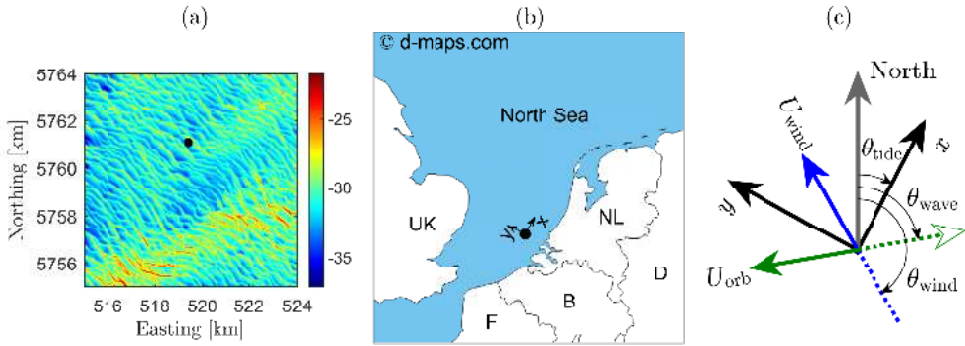 (a)
(b)
(c)
5764
5762
5760
5758
5756
Northing [km]
516
518
520
522
524
Easting [km]
-25
-30
-35
© d-maps.com
North Sea
UK
NL
D
B
F
y
x
North
U_wind
θ_tide
x
y
θ_wave
U_orb
θ_wind